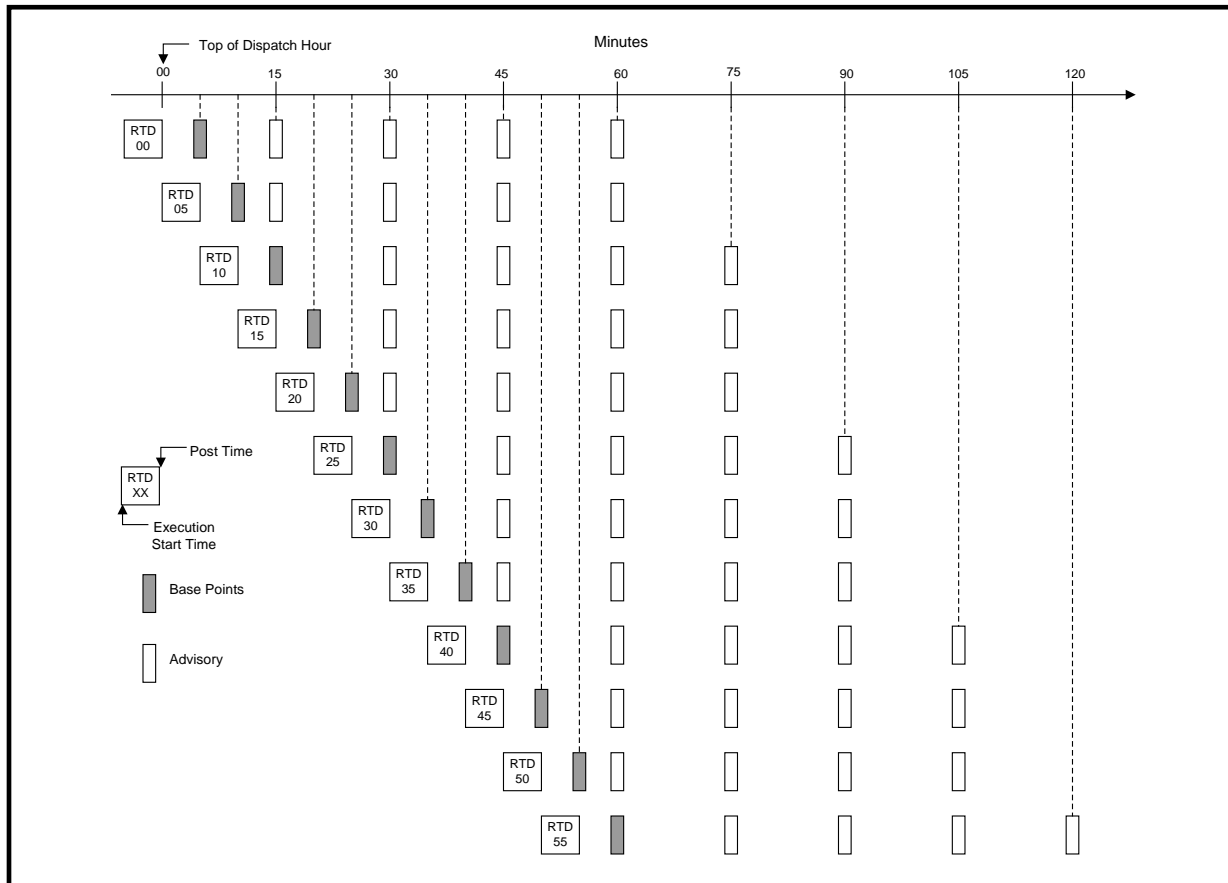 Top of Dispatch Hour
Minutes
00 15 30 45 60 75 90 105 120
RTD
00
RTD
05
RTD
10
RTD
15
RTD
20
RTD
25
Post Time
RTD
XX
RTD
30
Execution
Start Time
RTD
35
Base Points
RTD
40
Advisory
RTD
45
RTD
50
RTD
55